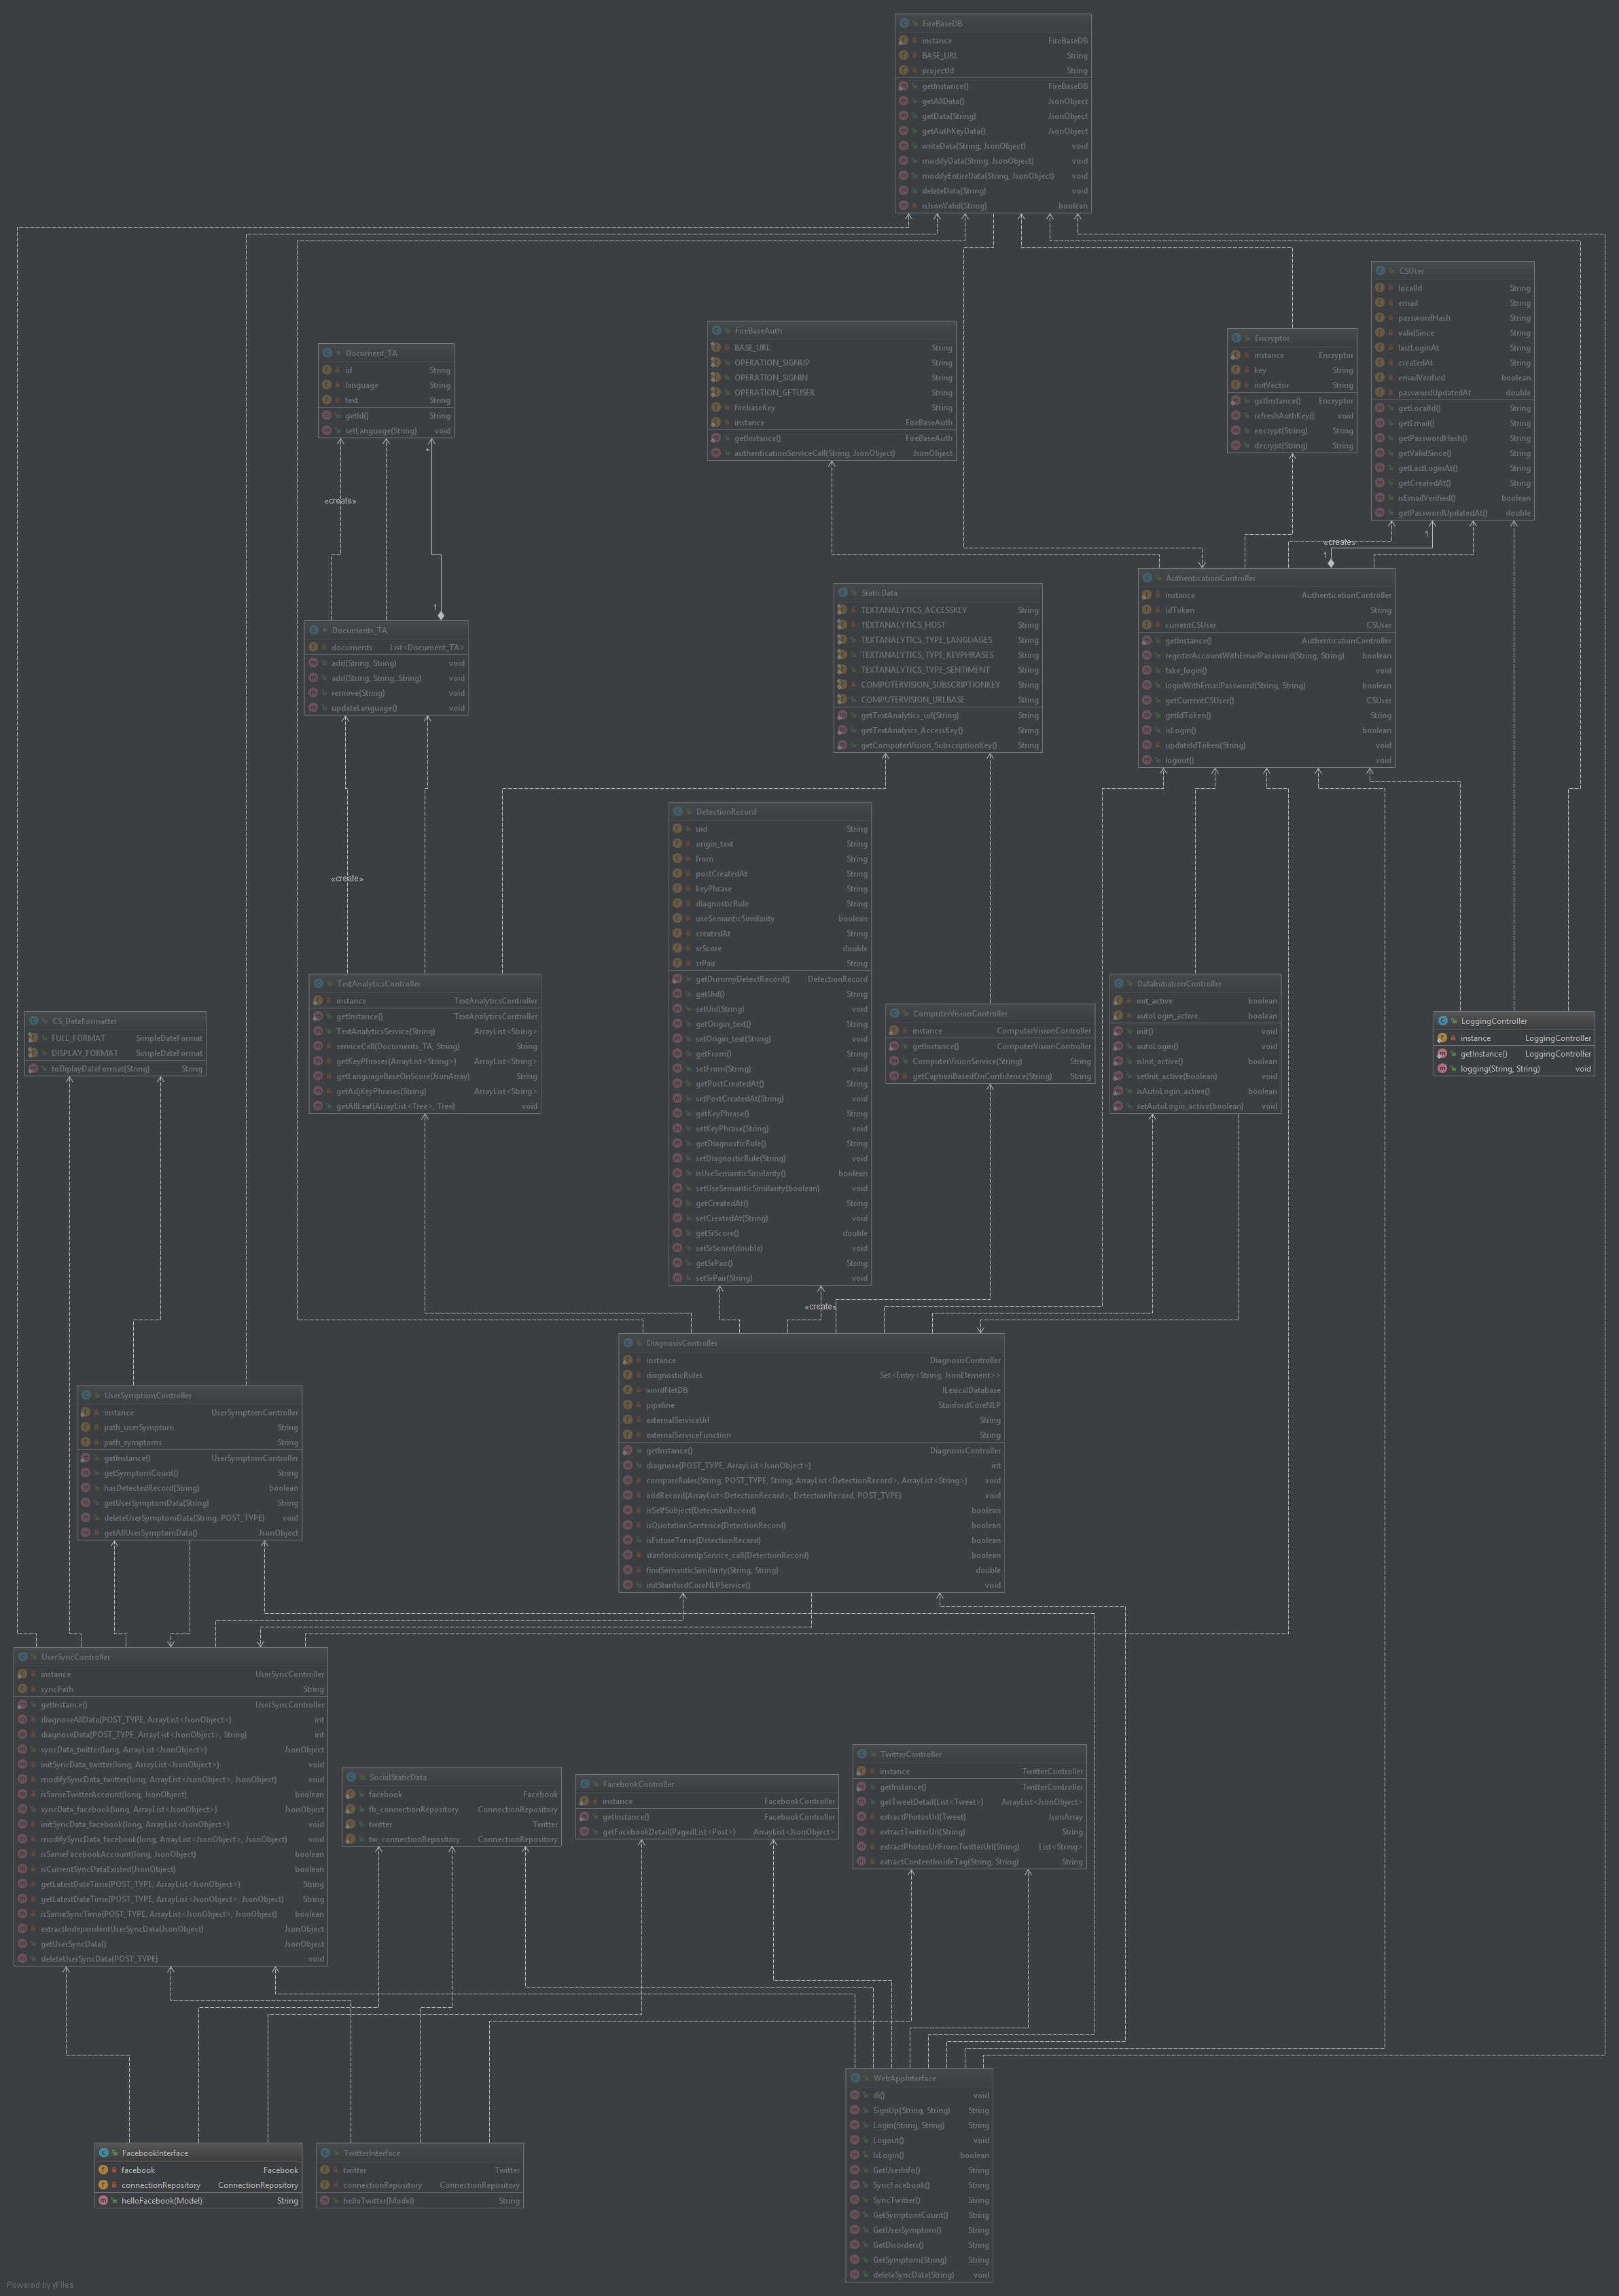 FireBaseDB
instance FireBaseDB
BASE_URL String
projectId String
getInstance() FireBaseDB
getAllData() JsonObject
getData(String) JsonObject
getAuthKeyData() JsonObject
writeData(String, JsonObject) void
modifyData(String, JsonObject) void
modifyEntireData(String, JsonObject) void
deleteData(String) void
isJsonValid(String) boolean
CSUser
localId String
email String
passwordHash String
validSince String
lastLoginAt String
createdAt String
emailVerified boolean
passwordUpdatedAt double
getLocalId() String
getEmail() String
getPasswordHash() String
getValidSince() String
getLastLoginAt() String
getCreatedAt() String
isEmailVerified() boolean
getPasswordUpdatedAt() double
FireBaseAuth
BASE_URL String
OPERATION_SIGNUP String
OPERATION_SIGNIN String
OPERATION_GETUSER String
firebaseKey String
instance FireBaseAuth
getInstance() FireBaseAuth
authenticationServiceCall(String, JsonObject) JsonObject
Encryptor
instance Encryptor
key String
initVector String
getInstance() Encryptor
refreshAuthKey() void
encrypt(String) String
decrypt(String) String
Document_TA
id String
language String
text String
getId() String
setLanguage(String) void
*
«create»
«create»
1
1
1
AuthenticationController
instance AuthenticationController
idToken String
currentCSUser CSUser
getInstance() AuthenticationController
registerAccountWithEmailPassword(String, String) boolean
fake_login() void
loginWithEmailPassword(String, String) boolean
getCurrentCSUser() CSUser
getIdToken() String
isLogin() boolean
updateIdToken(String) void
logout() void
StaticData
TEXTANALYTICS_ACCESSKEY String
TEXTANALYTICS_HOST String
TEXTANALYTICS_TYPE_LANGUAGES String
TEXTANALYTICS_TYPE_KEYPHRASES String
TEXTANALYTICS_TYPE_SENTIMENT String
COMPUTERVISION_SUBSCRIPTIONKEY String
COMPUTERVISION_URLBASE String
getTextAnalytics_url(String) String
getTextAnalyics_AccessKey() String
getComputerVision_SubscriptionKey() String
Documents_TA
documents List<Document_TA>
add(String, String) void
add(String, String, String) void
remove(String) void
updateLanguage() void
«create»
DetectionRecord
uid String
origin_text String
from String
postCreatedAt String
keyPhrase String
diagnosticRule String
useSemanticSimilarity boolean
createdAt String
srScore double
srPair String
getDummyDetectRecord() DetectionRecord
getUid() String
setUid(String) void
getOrigin_text() String
setOrigin_text(String) void
getFrom() String
setFrom(String) void
getPostCreatedAt() String
setPostCreatedAt(String) void
getKeyPhrase() String
setKeyPhrase(String) void
getDiagnosticRule() String
setDiagnosticRule(String) void
isUseSemanticSimilarity() boolean
setUseSemanticSimilarity(boolean) void
getCreatedAt() String
setCreatedAt(String) void
getSrScore() double
setSrScore(double) void
getSrPair() String
setSrPair(String) void
TextAnalyticsController
instance TextAnalyticsController
getInstance() TextAnalyticsController
TextAnalyticsService(String) ArrayList<String>
serviceCall(Documents_TA, String) String
getKeyPhrases(ArrayList<String>) ArrayList<String>
getLanguageBaseOnScore(JsonArray) String
getAdjKeyPhrases(String) ArrayList<String>
getAllLeaf(ArrayList<Tree>, Tree) void
DataInitiationController
init_active boolean
autoLogin_active boolean
init() void
autoLogin() void
isInit_active() boolean
setInit_active(boolean) void
isAutoLogin_active() boolean
setAutoLogin_active(boolean) void
ComputerVisionController
instance ComputerVisionController
getInstance() ComputerVisionController
ComputerVisionService(String) String
getCaptionBasedOnConfidence(String) String
LoggingController
instance LoggingController
getInstance() LoggingController
logging(String, String) void
CS_DateFormatter
FULL_FORMAT SimpleDateFormat
DISPLAY_FORMAT SimpleDateFormat
toDiplayDateFormat(String) String
«create»
DiagnosisController
instance DiagnosisController
diagnosticRules Set<Entry<String, JsonElement>>
wordNetDB ILexicalDatabase
pipeline StanfordCoreNLP
externalServiceUrl String
externalServiceFunction String
getInstance() DiagnosisController
diagnose(POST_TYPE, ArrayList<JsonObject>) int
compareRules(String, POST_TYPE, String, ArrayList<DetectionRecord>, ArrayList<String>) void
addRecord(ArrayList<DetectionRecord>, DetectionRecord, POST_TYPE) void
isSelfSubject(DetectionRecord) boolean
isQuotationSentence(DetectionRecord) boolean
isFutureTense(DetectionRecord) boolean
stanfordcorenlpService_call(DetectionRecord) boolean
findSemanticSimilarity(String, String) double
initStanfordCoreNLPService() void
UserSymptomController
instance UserSymptomController
path_userSymptom String
path_symptoms String
getInstance() UserSymptomController
getSymptomCount() String
hasDetectedRecord(String) boolean
getUserSymptomData(String) String
deleteUserSymptomData(String, POST_TYPE) void
getAllUserSymptomData() JsonObject
UserSyncController
instance UserSyncController
syncPath String
getInstance() UserSyncController
diagnoseAllData(POST_TYPE, ArrayList<JsonObject>) int
diagnoseData(POST_TYPE, ArrayList<JsonObject>, String) int
syncData_twitter(long, ArrayList<JsonObject>) JsonObject
initSyncData_twitter(long, ArrayList<JsonObject>) void
modifySyncData_twitter(long, ArrayList<JsonObject>, JsonObject) void
isSameTwitterAccount(long, JsonObject) boolean
syncData_facebook(long, ArrayList<JsonObject>) JsonObject
initSyncData_facebook(long, ArrayList<JsonObject>) void
modifySyncData_facebook(long, ArrayList<JsonObject>, JsonObject) void
isSameFacebookAccount(long, JsonObject) boolean
isCurrentSyncDataExisted(JsonObject) boolean
getLatestDateTime(POST_TYPE, ArrayList<JsonObject>) String
getLatestDateTime(POST_TYPE, ArrayList<JsonObject>, JsonObject) String
isSameSyncTime(POST_TYPE, ArrayList<JsonObject>, JsonObject) boolean
extractIndependentUserSyncData(JsonObject) JsonObject
getUserSyncData() JsonObject
deleteUserSyncData(POST_TYPE) void
TwitterController
instance TwitterController
getInstance() TwitterController
getTweetDetail(List<Tweet>) ArrayList<JsonObject>
extractPhotosUrl(Tweet) JsonArray
extractTwitterUrl(String) String
extractPhotosUrlFromTwitterUrl(String) List<String>
extractContentInsideTag(String, String) String
SocialStaticData
facebook Facebook
fb_connectionRepository ConnectionRepository
twitter Twitter
tw_connectionRepository ConnectionRepository
FacebookController
instance FacebookController
getInstance() FacebookController
getFacebookDetail(PagedList<Post>) ArrayList<JsonObject>
WebAppInterface
di() void
SignUp(String, String) String
Login(String, String) String
Logout() void
IsLogin() boolean
GetUserInfo() String
SyncFacebook() String
SyncTwitter() String
GetSymptomCount() String
GetUserSymptom() String
GetDisorders() String
GetSymptom(String) String
deleteSyncData(String) void
FacebookInterface
facebook Facebook
connectionRepository ConnectionRepository
helloFacebook(Model) String
TwitterInterface
twitter Twitter
connectionRepository ConnectionRepository
helloTwitter(Model) String
Powered by yFiles